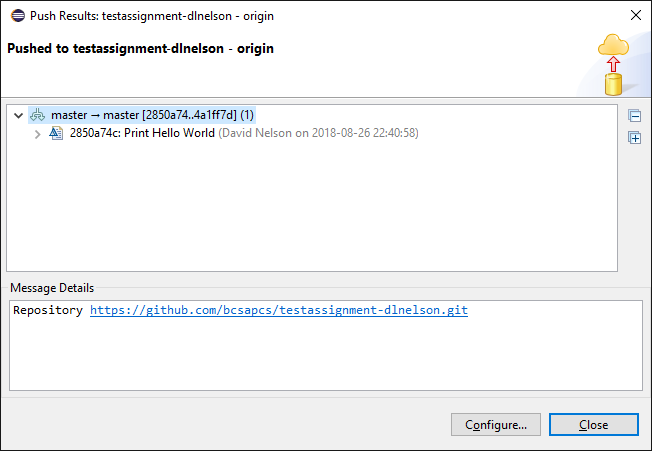 Push Results: testassignment-dlnelson - origin
Pushed to testassignment-dlnelson - origin
master → master [2850a74..4a1ff7d] (1)
2850a74c: Print Hello World (David Nelson on 2018-08-26 22:40:58)
Message Details
Repository https://github.com/bcsapcs/testassignment-dlnelson.git
Configure... Close